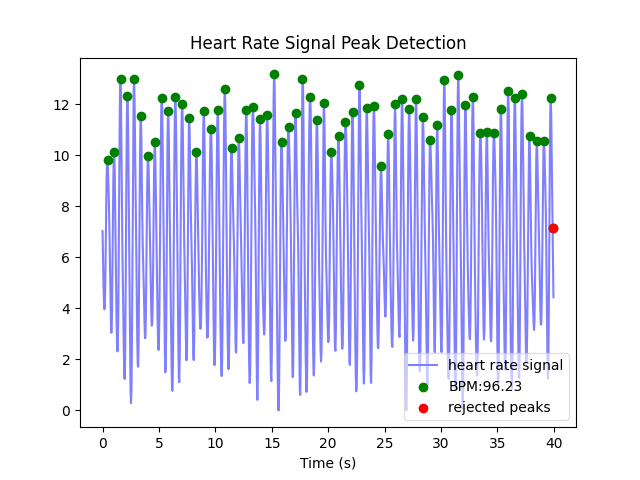 Heart Rate Signal Peak Detection
12
10
8
6
4
2
0
heart rate signal
BPM:96.23
rejected peaks
0 5 10 15 20 25 30 35 40
Time (s)